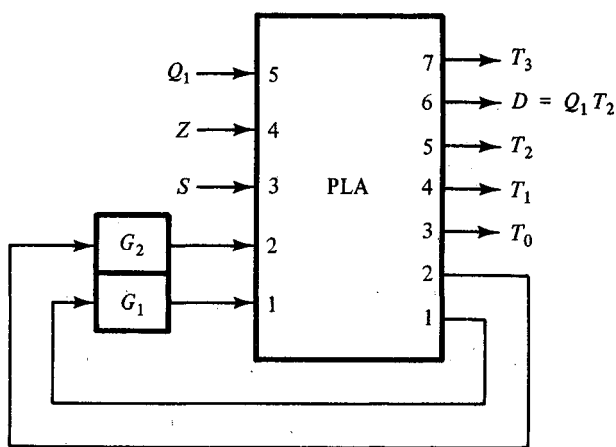 Q₁ 5 7 T₃
6 D = Q₁T₂
Z 4 5 T₂
S 3 PLA 4 T₁
3 T₀
G₂ 2 2
G₁ 1 1